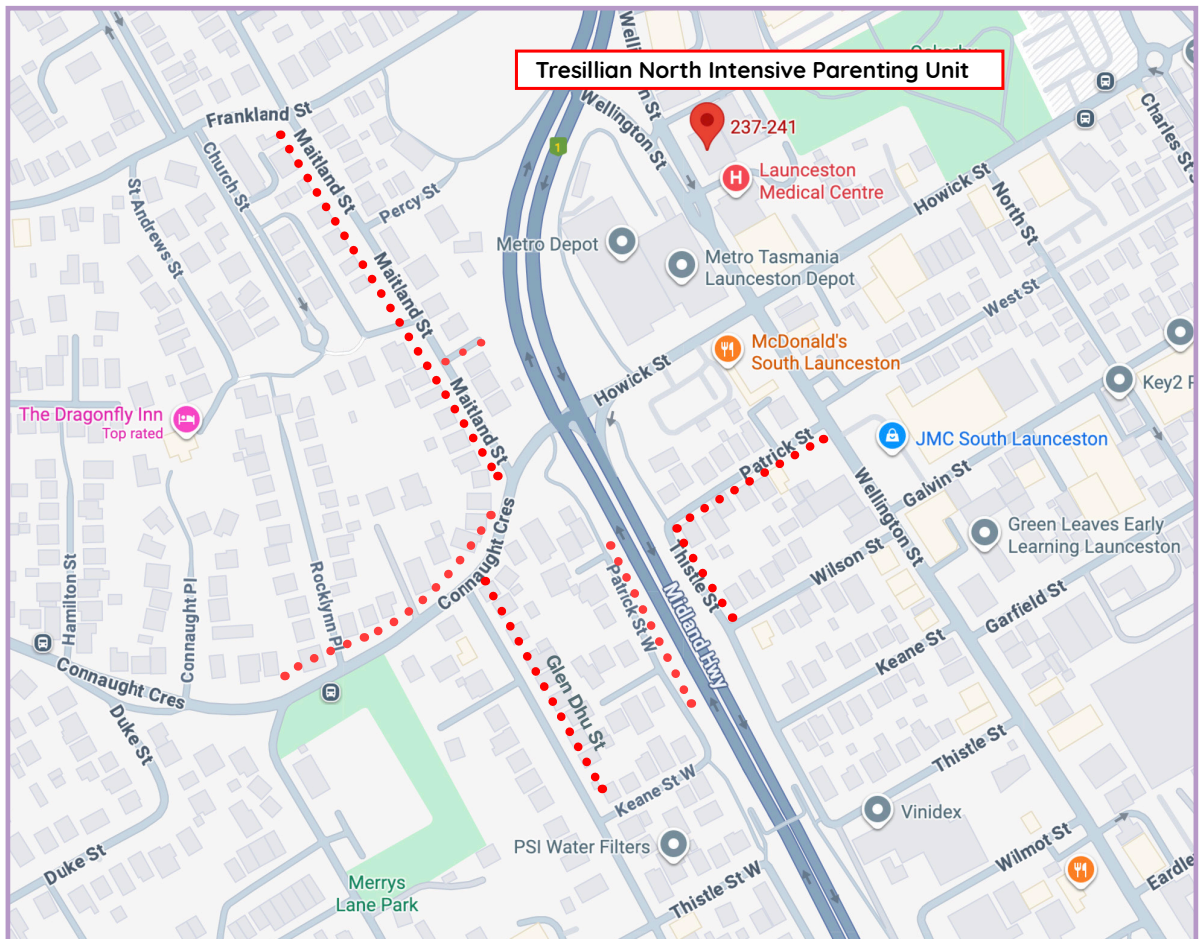 Tresillian North Intensive Parenting Unit
Wellington St
Wellington St
237-241
Launceston
Medical Centre
Charles St
Frankland St
Maitland St
Church St
St Andrews St
Percy St
1
H
Howick St
North St
Metro Depot
Metro Tasmania
Launceston Depot
West St
Maitland St
McDonald's
South Launceston
Howick St
Key2
Maitland St
The Dragonfly Inn
Top rated
JMC South Launceston
Patrick St
Galvin St
Wellington St
Connaught Cres
Green Leaves Early
Learning Launceston
Thistle St
Wilson St
Hamilton St
Connaught Pl
Rocklynn Pl
Patrick St W
Midland Hwy
Garfield St
Keane St
Connaught Cres
Glen Dhu St
Duke St
Thistle St
Keane St W
Vinidex
PSI Water Filters
Wilmot St
Duke St
Merrys
Lane Park
Thistle St W
Eardle